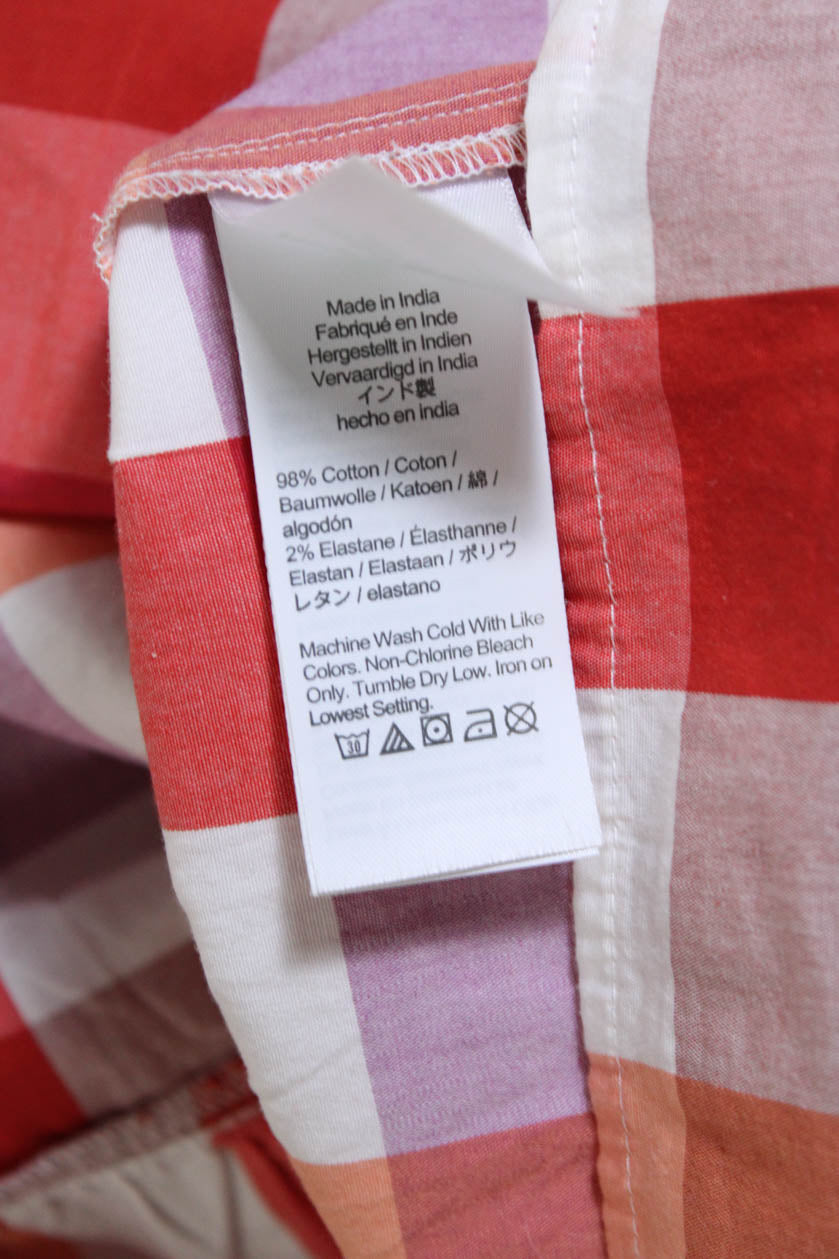 Made in India
Fabriqué en Inde
Hergestellt in Indien
Vervaardigd in India
インド製
hecho en india
98% Cotton / Coton /
Baumwolle / Katoen / 綿 /
algodón
2% Elastane / Élasthanne /
Elastan / Elastaan / ポリウ
レタン / elastano
Machine Wash Cold With Like
Colors. Non-Chlorine Bleach
Only. Tumble Dry Low. Iron on
Lowest Setting.
30